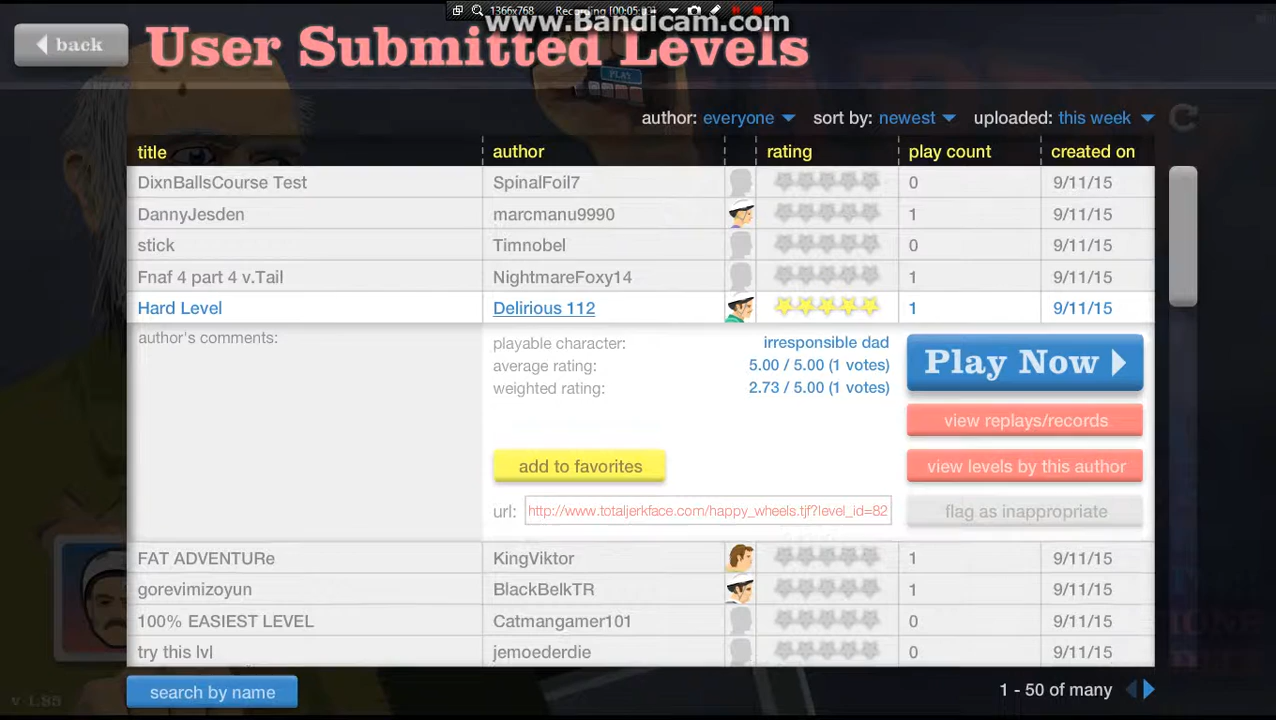 1366x768
www.Bandicam.com
back
User Submitted Levels
PLAY
author: everyone sort by: newest uploaded: this week
title author rating play count created on
DixnBallsCourse Test SpinalFoil7 0 9/11/15
DannyJesden marcmanu9990 1 9/11/15
stick Timnobel 0 9/11/15
Fnaf 4 part 4 v.Tail NightmareFoxy14 1 9/11/15
Hard Level Delirious 112 1 9/11/15
author's comments:
playable character: irresponsible dad
average rating: 5.00 / 5.00 (1 votes)
weighted rating: 2.73 / 5.00 (1 votes)
Play Now
view replays/records
add to favorites
view levels by this author
url: http://www.totaljerkface.com/happy_wheels.tjf?level_id=82
flag as inappropriate
FAT ADVENTURe KingViktor 1 9/11/15
gorevimizoyun BlackBelkTR 1 9/11/15
100% EASIEST LEVEL Catmangamer101 0 9/11/15
try this lvl jemoederdie 0 9/11/15
search by name
1 - 50 of many